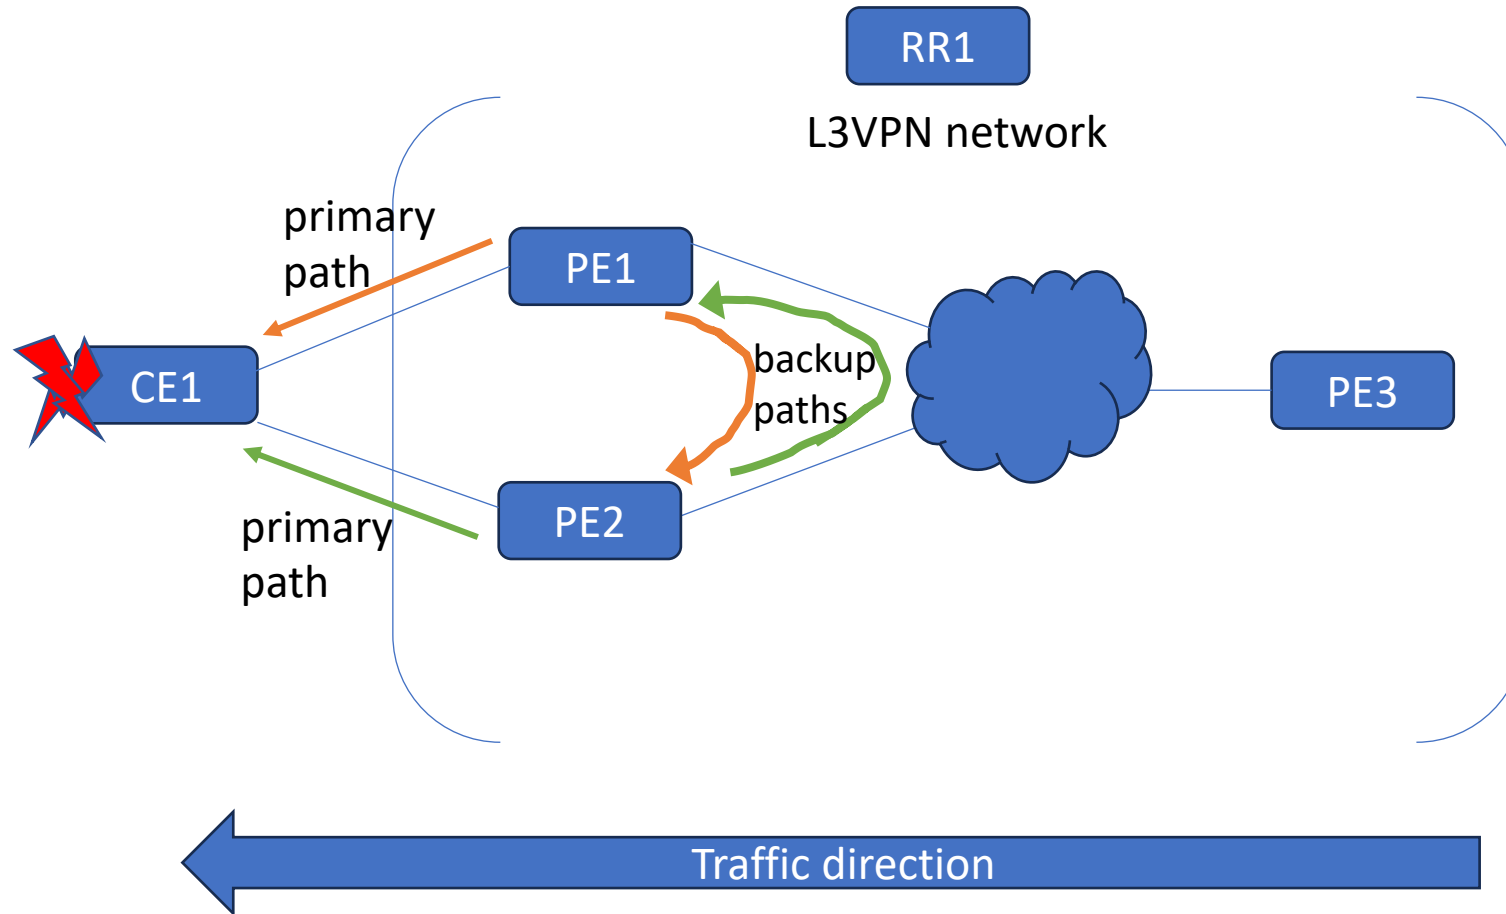 RR1
L3VPN network
primary
path
PE1
backup
paths
CE1
PE3
PE2
primary
path
Traffic direction